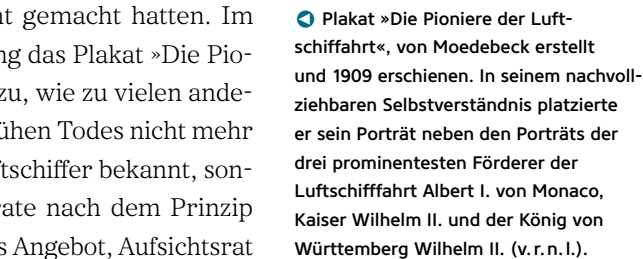 nt gemacht hatten. Im
ng das Plakat »Die Pio-
zu, wie zu vielen ande-
ühen Todes nicht mehr
ftschiffer bekannt, son-
rate nach dem Prinzip
s Angebot, Aufsichtsrat
Plakat »Die Pioniere der Luft-
schiffahrt«, von Moedebeck erstellt
und 1909 erschienen. In seinem nachvoll-
ziehbaren Selbstverständnis platzierte
er sein Porträt neben den Porträts der
drei prominentesten Förderer der
Luftschifffahrt Albert I. von Monaco,
Kaiser Wilhelm II. und der König von
Württemberg Wilhelm II. (v. r. n. l.).